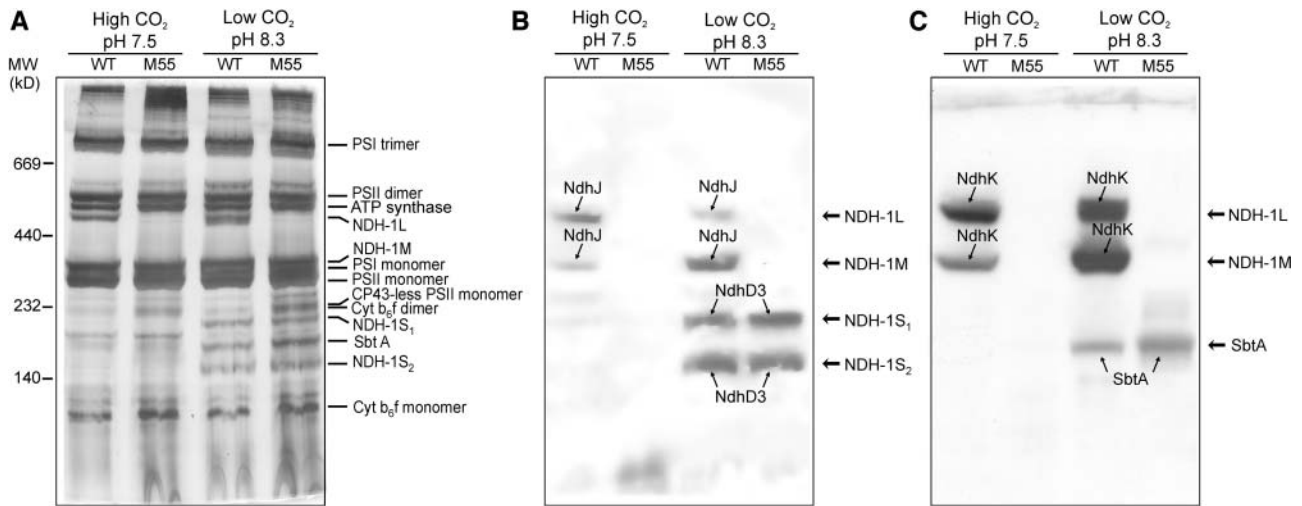 A
High CO2
pH 7.5
Low CO2
pH 8.3
MW
(kD)
WT M55 WT M55
669
440
232
140
PSI trimer
PSII dimer
ATP synthase
NDH-1L
NDH-1M
PSI monomer
PSII monomer
CP43-less PSII monomer
Cyt b6f dimer
NDH-1S1
Sbt A
NDH-1S2
Cyt b6f monomer
B
High CO2
pH 7.5
Low CO2
pH 8.3
WT M55 WT M55
NdhJ NdhJ
NDH-1L
NdhJ NdhJ
NDH-1M
NdhD3
NDH-1S1
NDH-1S2
NdhD3
C
High CO2
pH 7.5
Low CO2
pH 8.3
WT M55 WT M55
NdhK NdhK
NDH-1L
NdhK NdhK
NDH-1M
SbtA
SbtA